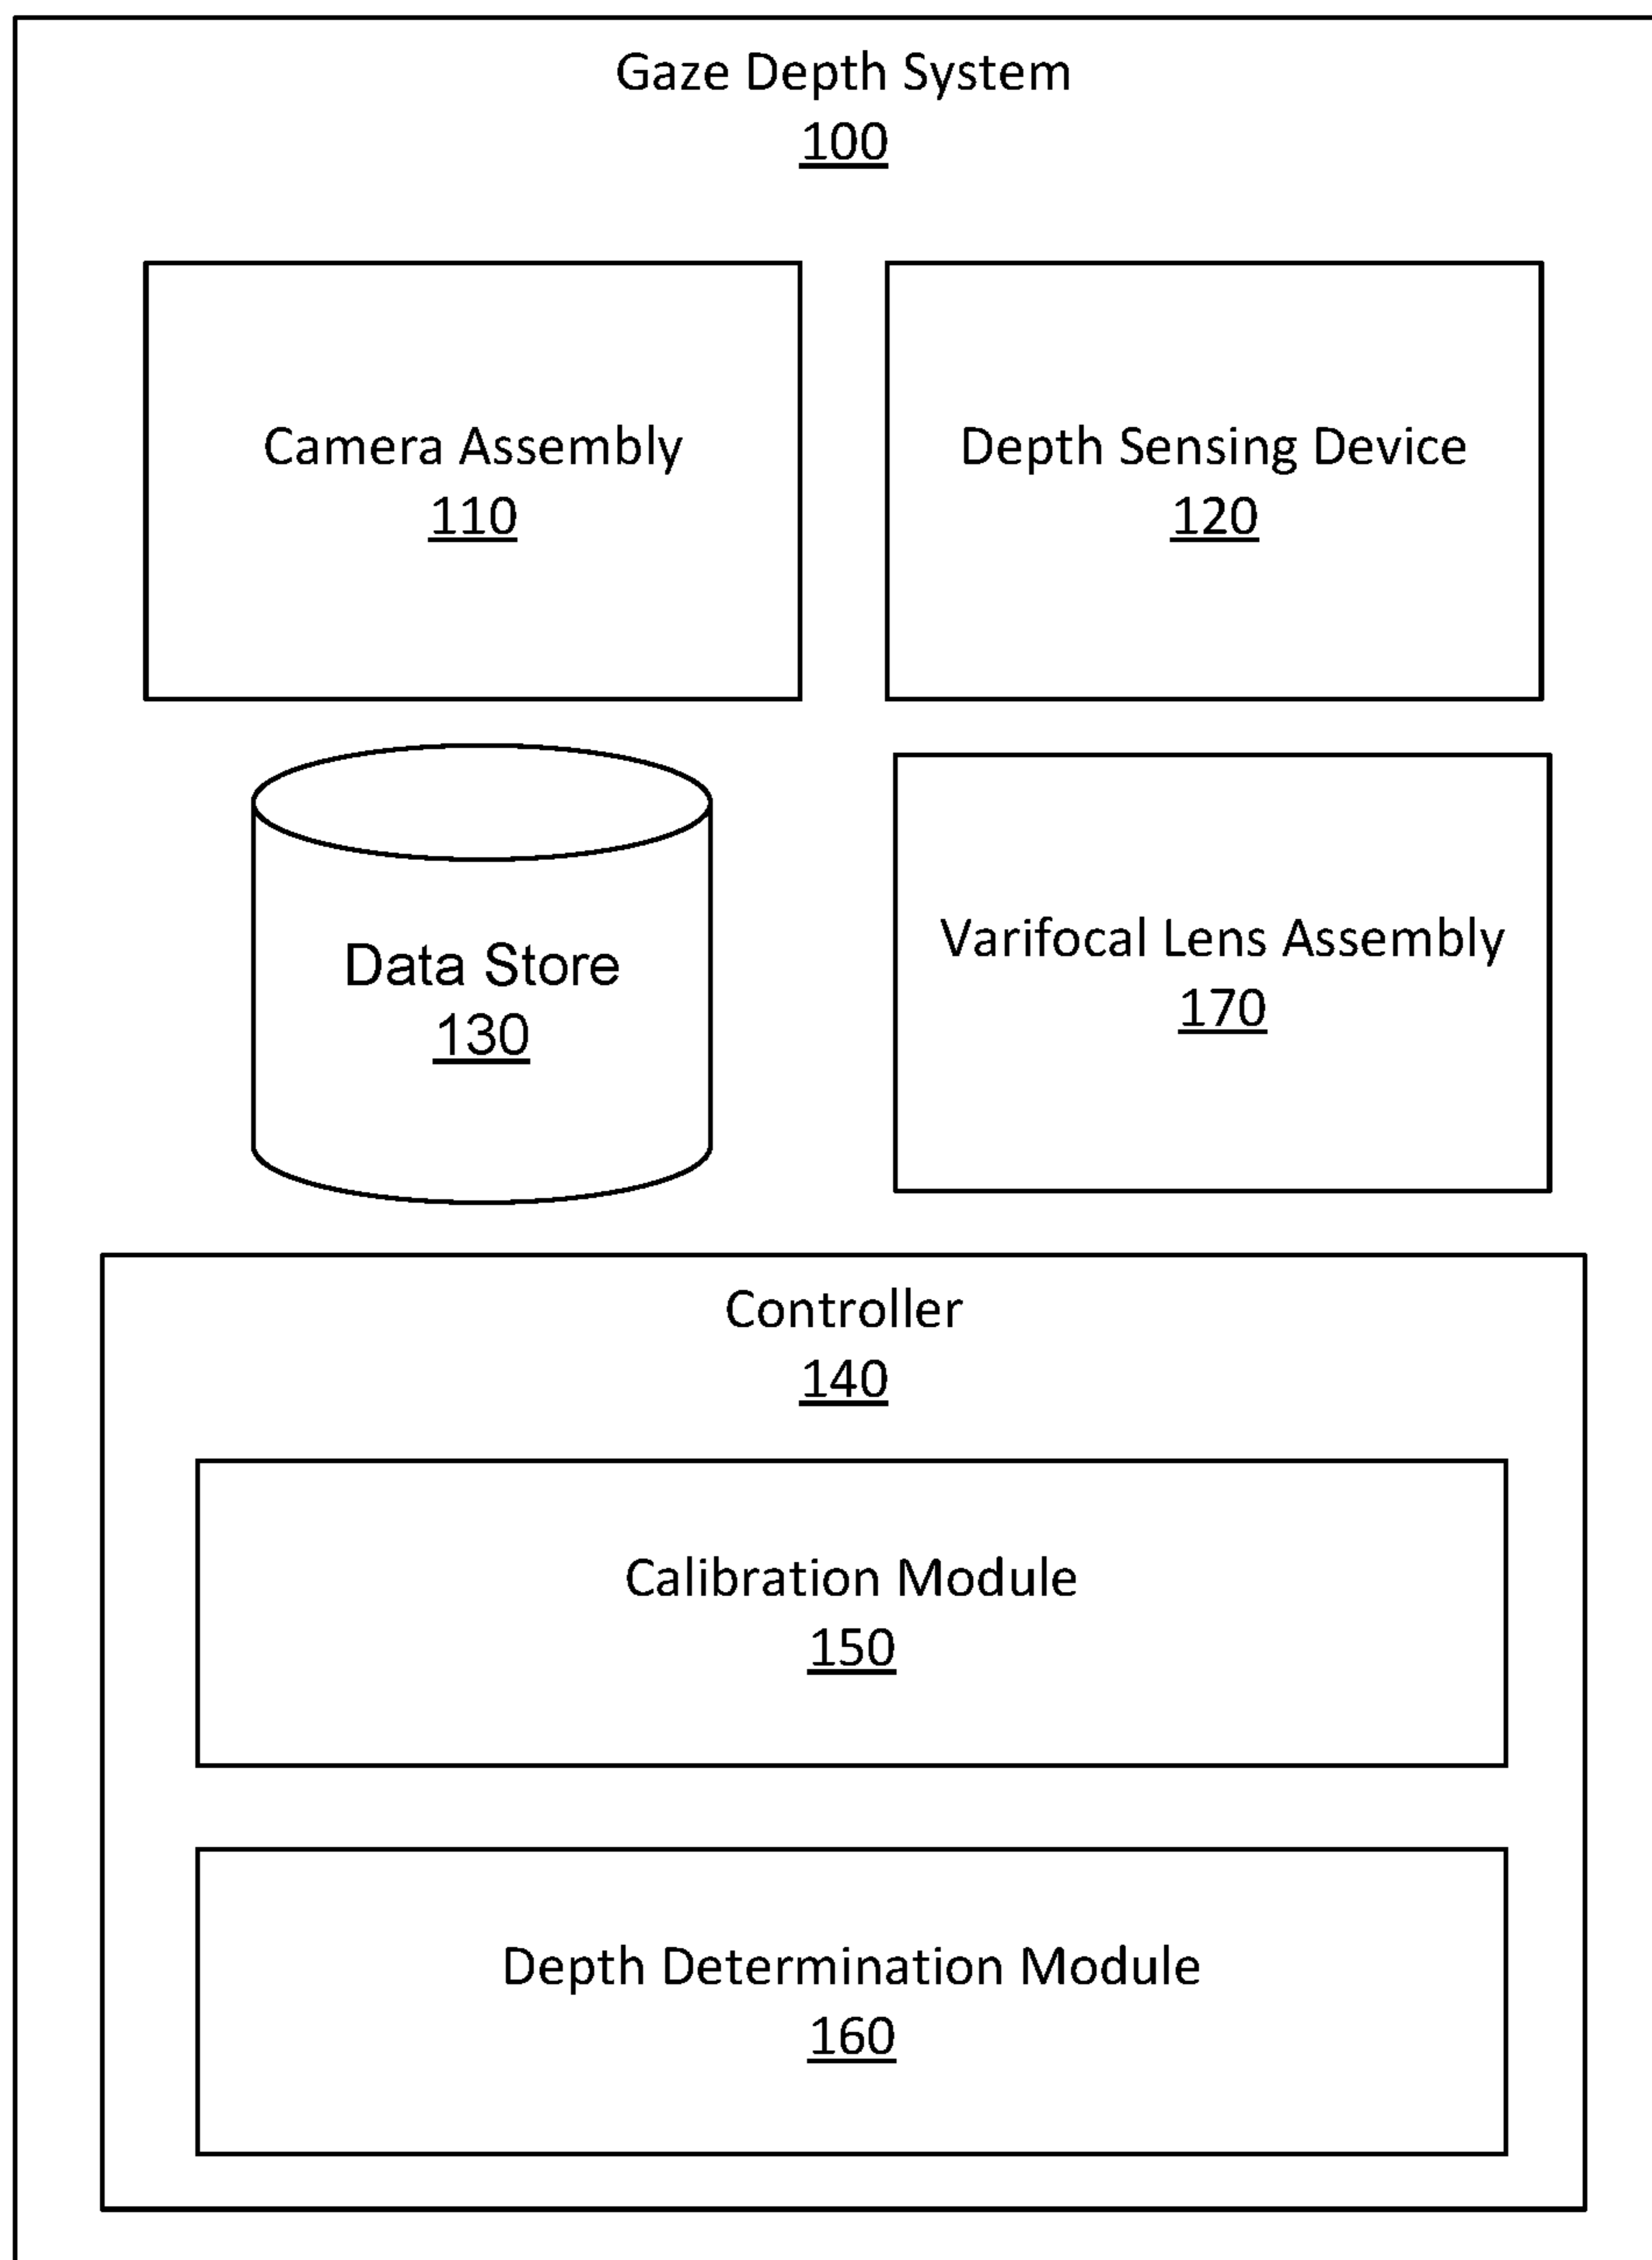 Gaze Depth System
100
Camera Assembly
110
Depth Sensing Device
120
Data Store
130
Varifocal Lens Assembly
170
Controller
140
Calibration Module
150
Depth Determination Module
160